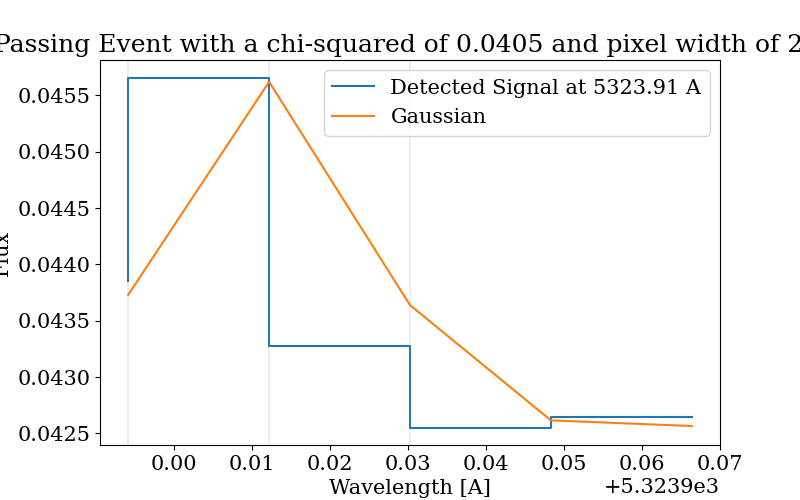 Passing Event with a chi-squared of 0.0405 and pixel width of 2
Detected Signal at 5323.91 A
Gaussian
Flux
0.0455
0.0450
0.0445
0.0440
0.0435
0.0430
0.0425
0.00 0.01 0.02 0.03 0.04 0.05 0.06 0.07
Wavelength [A]
+5.3239e3